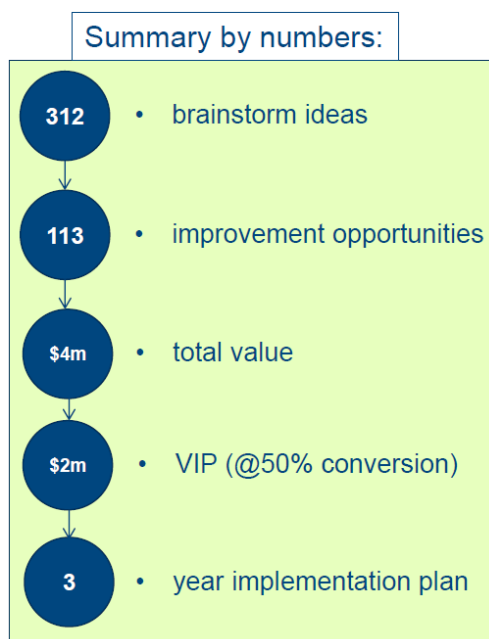 Summary by numbers:
312 • brainstorm ideas
113 • improvement opportunities
$4m • total value
$2m • VIP (@50% conversion)
3 • year implementation plan